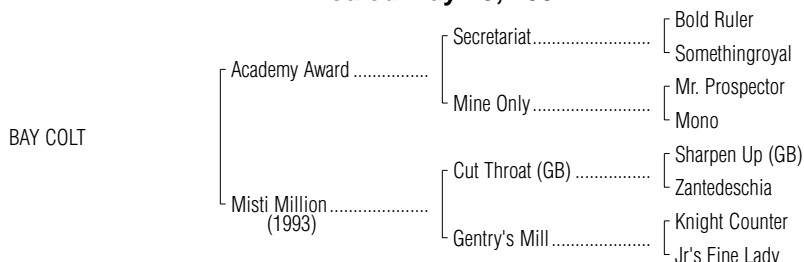 Bold Ruler
Secretariat..........................
Somethingroyal
Academy Award .................
Mr. Prospector
Mine Only..........................
Mono
BAY COLT
Sharpen Up (GB)
Cut Throat (GB) .................
Zantedeschia
Misti Million......................
(1993)
Knight Counter
Gentry's Mill......................
Jr's Fine Lady